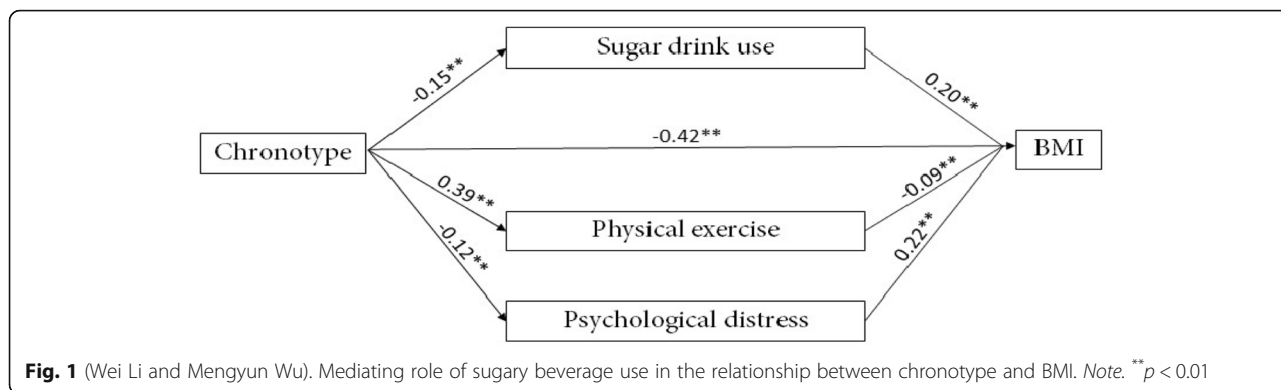 Sugar drink use
-0.15**
0.20**
Chronotype
-0.42**
BMI
0.39**
-0.09**
Physical exercise
-0.12**
0.22**
Psychological distress
Fig. 1 (Wei Li and Mengyun Wu). Mediating role of sugary beverage use in the relationship between chronotype and BMI. Note. **p < 0.01